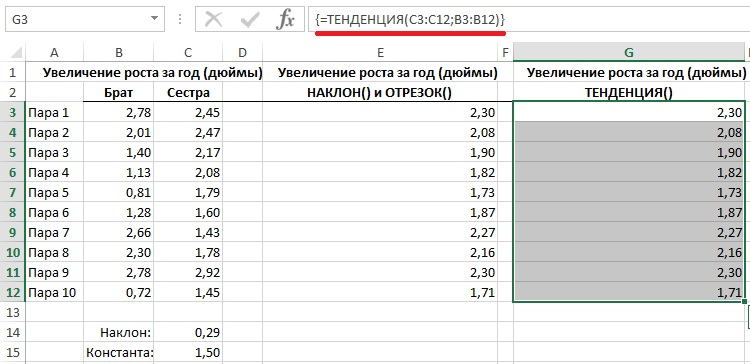 G3 fx {=ТЕНДЕНЦИЯ(C3:C12;B3:B12)}
A B C D E F G
1 Увеличение роста за год (дюймы) Увеличение роста за год (дюймы) Увеличение роста за год (дюймы)
2 Брат Сестра НАКЛОН() и ОТРЕЗОК() ТЕНДЕНЦИЯ()
3 Пара 1 2,78 2,45 2,30 2,30
4 Пара 2 2,01 2,47 2,08 2,08
5 Пара 3 1,40 2,17 1,90 1,90
6 Пара 4 1,13 2,08 1,82 1,82
7 Пара 5 0,81 1,79 1,73 1,73
8 Пара 6 1,28 1,60 1,87 1,87
9 Пара 7 2,66 1,43 2,27 2,27
10 Пара 8 2,30 1,78 2,16 2,16
11 Пара 9 2,78 2,92 2,30 2,30
12 Пара 10 0,72 1,45 1,71 1,71
13
14 Наклон: 0,29
15 Константа: 1,50